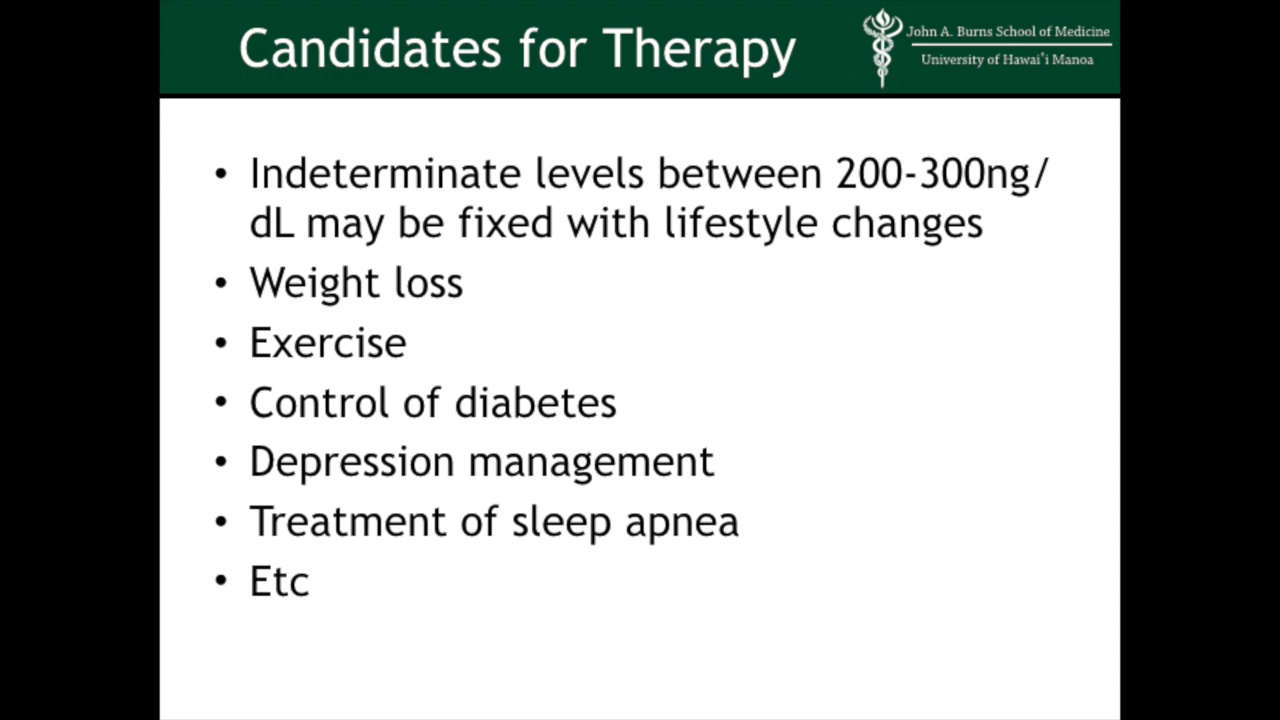 Candidates for Therapy
John A. Burns School of Medicine
University of Hawai'i Manoa
• Indeterminate levels between 200-300ng/
dL may be fixed with lifestyle changes
• Weight loss
• Exercise
• Control of diabetes
• Depression management
• Treatment of sleep apnea
• Etc